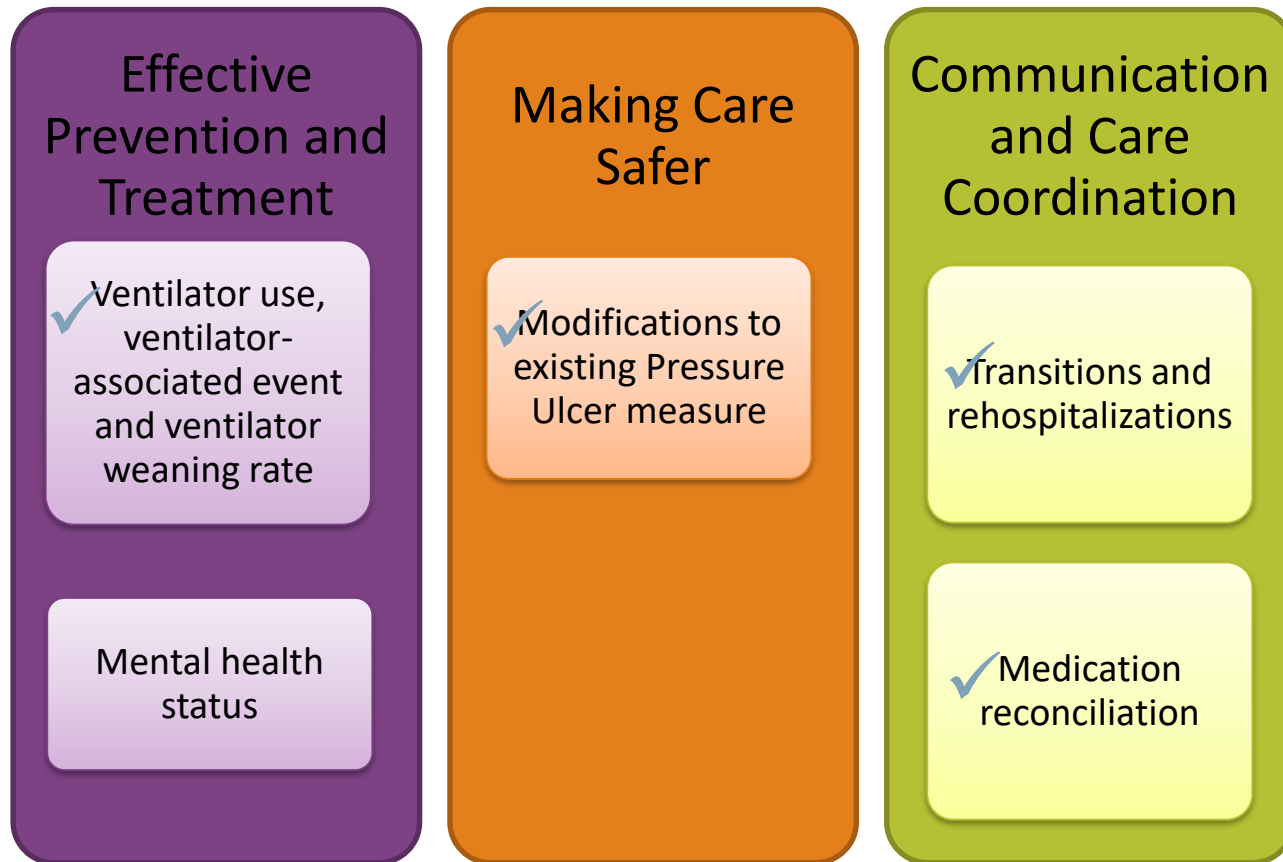 Effective
Prevention and
Treatment
Ventilator use,
ventilator-
associated event
and ventilator
weaning rate
Mental health
status
Making Care
Safer
Modifications to
existing Pressure
Ulcer measure
Communication
and Care
Coordination
Transitions and
rehospitalizations
Medication
reconciliation